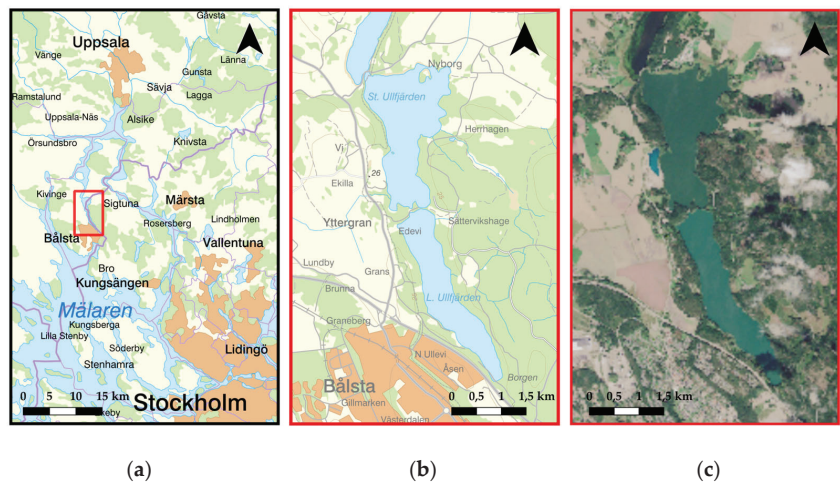 Uppsala
Gåvsta
Vänge
Länna
Gunsta
Ramstalund
Sävja
Lagga
Uppsala-Näs
Alsike
Örsundsbro
Knivsta
Kivinge
Sigtuna
Märsta
Rosersberg
Lindholmen
Bålsta
Vallentuna
Bro
Kungsängen
Mälaren
Kungsberga
Lilla Stenby
Söderby
Lidingö
Stenhamra
0 5 10 15 km
Stockholm
keby
Nyborg
St. Ullfjärden
Herrhagen
Vi
26
Ekilla
Yttergran
Sättervikshage
Edevi
Lundby
Grans
Brunna
L. Ullfjärden
Graneberg
N Ullevi
Åsen
Borgen
Bålsta
Gillmarken
0 0,5 1 1,5 km
Västerdalen
0 0,5 1 1,5 km
(a) (b) (c)